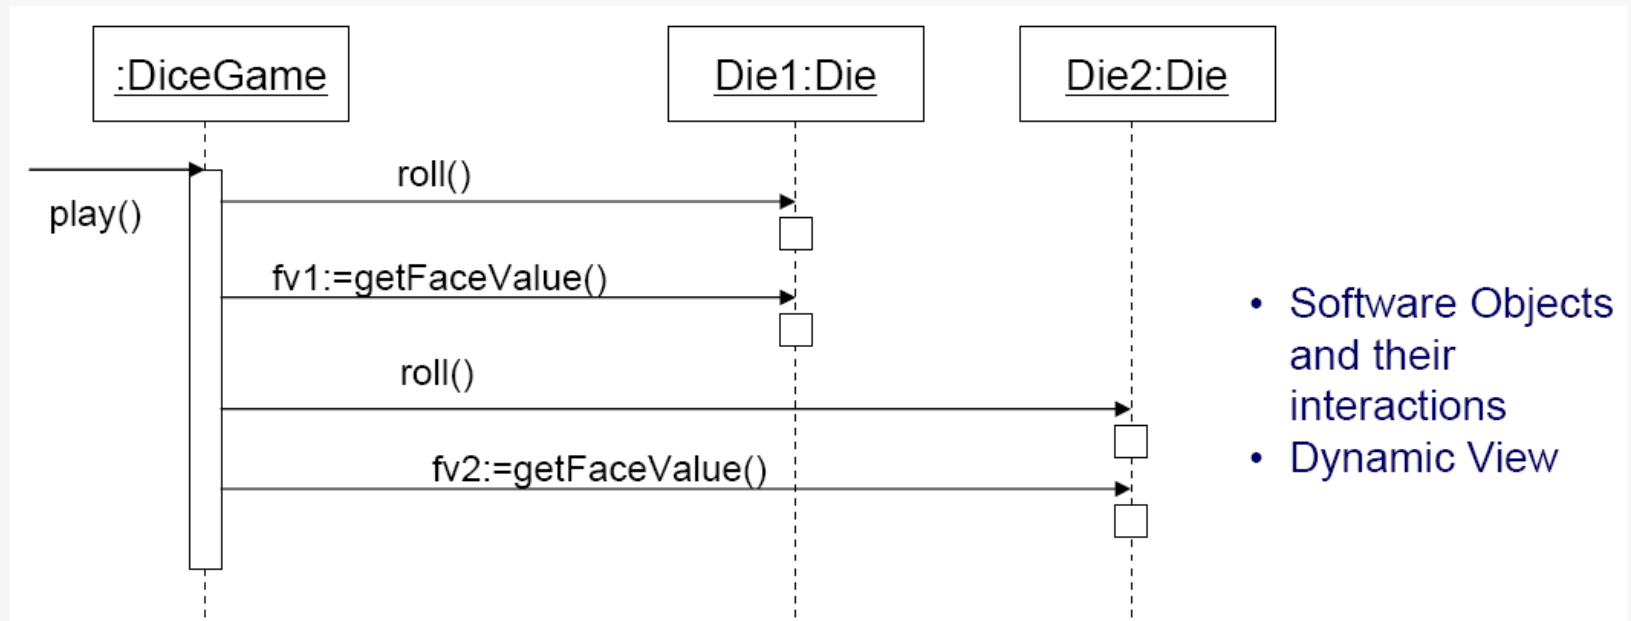 :DiceGame
Die1:Die
Die2:Die
roll()
play()
fv1:=getFaceValue()
roll()
fv2:=getFaceValue()
• Software Objects
and their
interactions
• Dynamic View